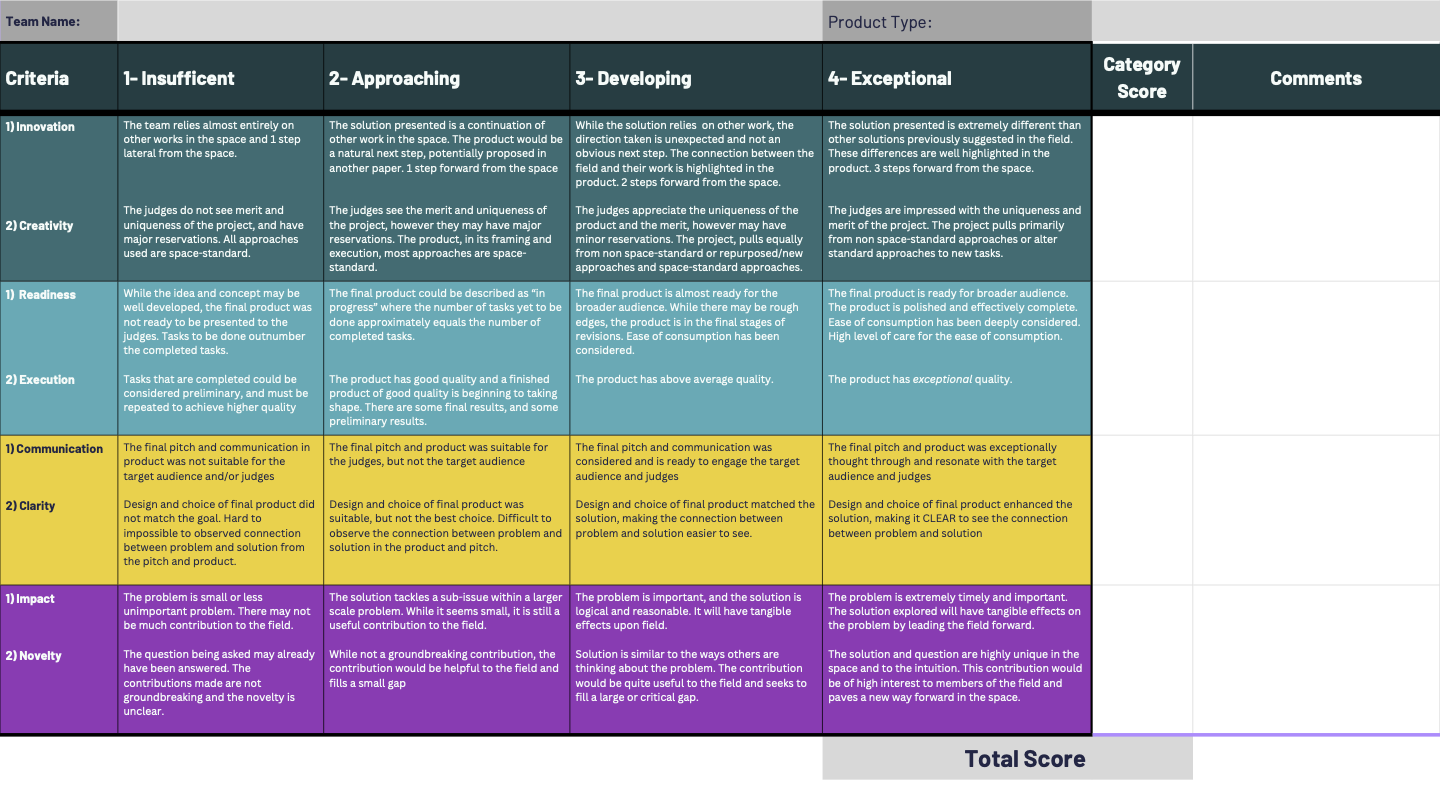 Team Name:
Product Type:
Criteria
1- Insufficent
2- Approaching
3- Developing
4- Exceptional
Category
Score
Comments
1) Innovation
The team relies almost entirely on
other works in the space and 1 step
lateral from the space.
The solution presented is a continuation of
other work in the space. The product would be
a natural next step, potentially proposed in
another paper. 1 step forward from the space
While the solution relies  on other work, the
direction taken is unexpected and not an
obvious next step. The connection between the
field and their work is highlighted in the
product. 2 steps forward from the space.
The solution presented is extremely different than
other solutions previously suggested in the field.
These differences are well highlighted in the
product. 3 steps forward from the space.
2) Creativity
The judges do not see merit and
uniqueness of the project, and have
major reservations. All approaches
used are space-standard.
The judges see the merit and uniqueness of
the project, however they may have major
reservations. The product, in its framing and
execution, most approaches are space-
standard.
The judges appreciate the uniqueness of the
product and the merit, however may have
minor reservations. The project, pulls equally
from non space-standard or repurposed/new
approaches and space-standard approaches.
The judges are impressed with the uniqueness and
merit of the project. The project pulls primarily
from non space-standard approaches or alter
standard approaches to new tasks.
1)  Readiness
While the idea and concept may be
well developed, the final product was
not ready to be presented to the
judges. Tasks to be done outnumber
the completed tasks.
The final product could be described as “in
progress” where the number of tasks yet to be
done approximately equals the number of
completed tasks.
The final product is almost ready for the
broader audience. While there may be rough
edges, the product is in the final stages of
revisions. Ease of consumption has been
considered.
The final product is ready for broader audience.
The product is polished and effectively complete.
Ease of consumption has been deeply considered.
High level of care for the ease of consumption.
2) Execution
Tasks that are completed could be
considered preliminary, and must be
repeated to achieve higher quality
The product has good quality and a finished
product of good quality is beginning to taking
shape. There are some final results, and some
preliminary results.
The product has above average quality.
The product has exceptional quality.
1) Communication
The final pitch and communication in
product was not suitable for the
target audience and/or judges
The final pitch and product was suitable for
the judges, but not the target audience
The final pitch and communication was
considered and is ready to engage the target
audience and judges
The final pitch and product was exceptionally
thought through and resonate with the target
audience and judges
2) Clarity
Design and choice of final product did
not match the goal. Hard to
impossible to observed connection
between problem and solution from
the pitch and product.
Design and choice of final product was
suitable, but not the best choice. Difficult to
observe the connection between problem and
solution in the product and pitch.
Design and choice of final product matched the
solution, making the connection between
problem and solution easier to see.
Design and choice of final product enhanced the
solution, making it CLEAR to see the connection
between problem and solution
1) Impact
The problem is small or less
unimportant problem. There may not
be much contribution to the field.
The solution tackles a sub-issue within a larger
scale problem. While it seems small, it is still a
useful contribution to the field.
The problem is important, and the solution is
logical and reasonable. It will have tangible
effects upon field.
The problem is extremely timely and important.
The solution explored will have tangible effects on
the problem by leading the field forward.
2) Novelty
The question being asked may already
have been answered. The
contributions made are not
groundbreaking and the novelty is
unclear.
While not a groundbreaking contribution, the
contribution would be helpful to the field and
fills a small gap
Solution is similar to the ways others are
thinking about the problem. The contribution
would be quite useful to the field and seeks to
fill a large or critical gap.
The solution and question are highly unique in the
space and to the intuition. This contribution would
be of high interest to members of the field and
paves a new way forward in the space.
Total Score